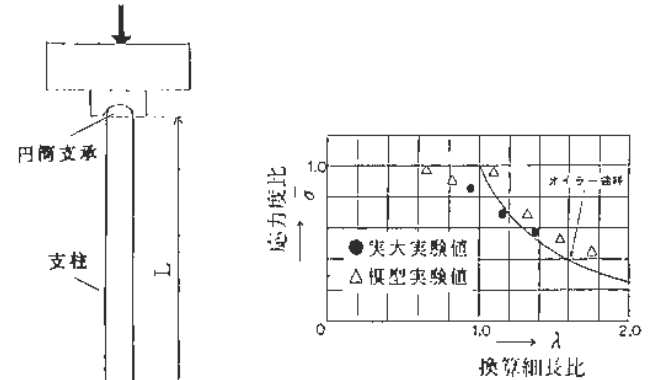 円筒支承
支柱
L
応力度比
σ
1.0
オイラー曲線
●実大実験値
△模型実験値
0
1.0
2.0
λ
換算細長比